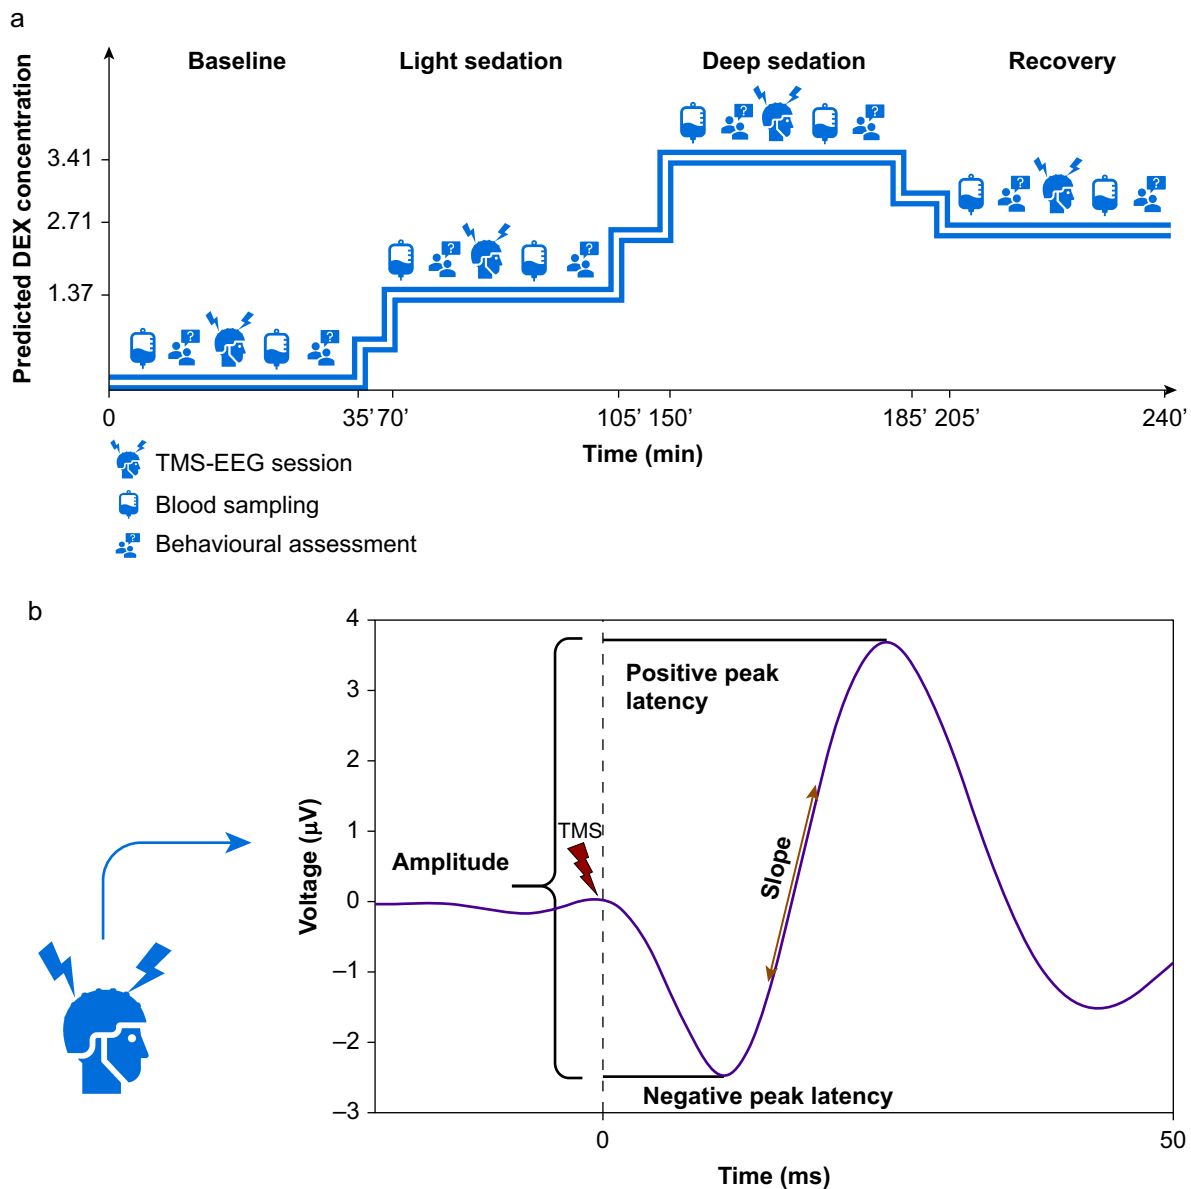 a
Baseline
Light sedation
Deep sedation
Recovery
Predicted DEX concentration
3.41
2.71
1.37
?
?
?
?
?
?
?
?
0
35'
70'
105'
150'
185'
205'
240'
Time (min)
TMS-EEG session
Blood sampling
?
Behavioural assessment
b
4
3
2
1
0
–1
–2
–3
Voltage (µV)
Positive peak
latency
TMS
Amplitude
Slope
Negative peak latency
0
50
Time (ms)